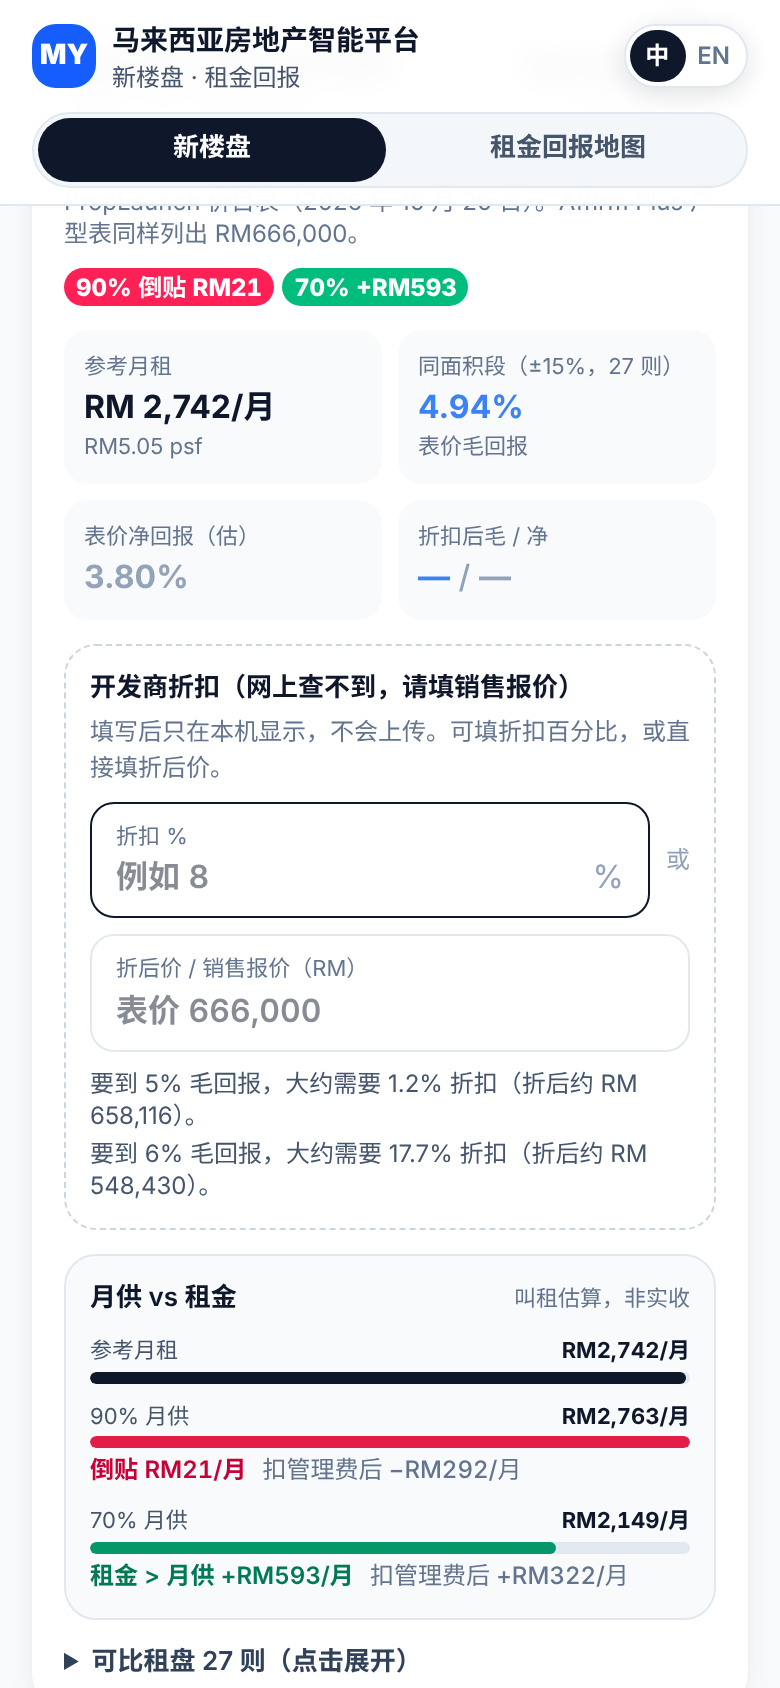 MY
马来西亚房地产智能平台
新楼盘 · 租金回报
中 EN
新楼盘 租金回报地图
型表同样列出 RM666,000。
90% 倒贴 RM21 70% +RM593
参考月租
RM 2,742/月
RM5.05 psf
同面积段（±15%，27 则）
4.94%
表价毛回报
表价净回报（估）
3.80%
折扣后毛 / 净
— / —
开发商折扣（网上查不到，请填销售报价）
填写后只在本机显示，不会上传。可填折扣百分比，或直
接填折后价。
折扣 %
例如 8 %
或
折后价 / 销售报价（RM）
表价 666,000
要到 5% 毛回报，大约需要 1.2% 折扣（折后约 RM
658,116）。
要到 6% 毛回报，大约需要 17.7% 折扣（折后约 RM
548,430）。
月供 vs 租金 叫租估算，非实收
参考月租 RM2,742/月
90% 月供 RM2,763/月
倒贴 RM21/月 扣管理费后 −RM292/月
70% 月供 RM2,149/月
租金 > 月供 +RM593/月 扣管理费后 +RM322/月
▶ 可比租盘 27 则（点击展开）